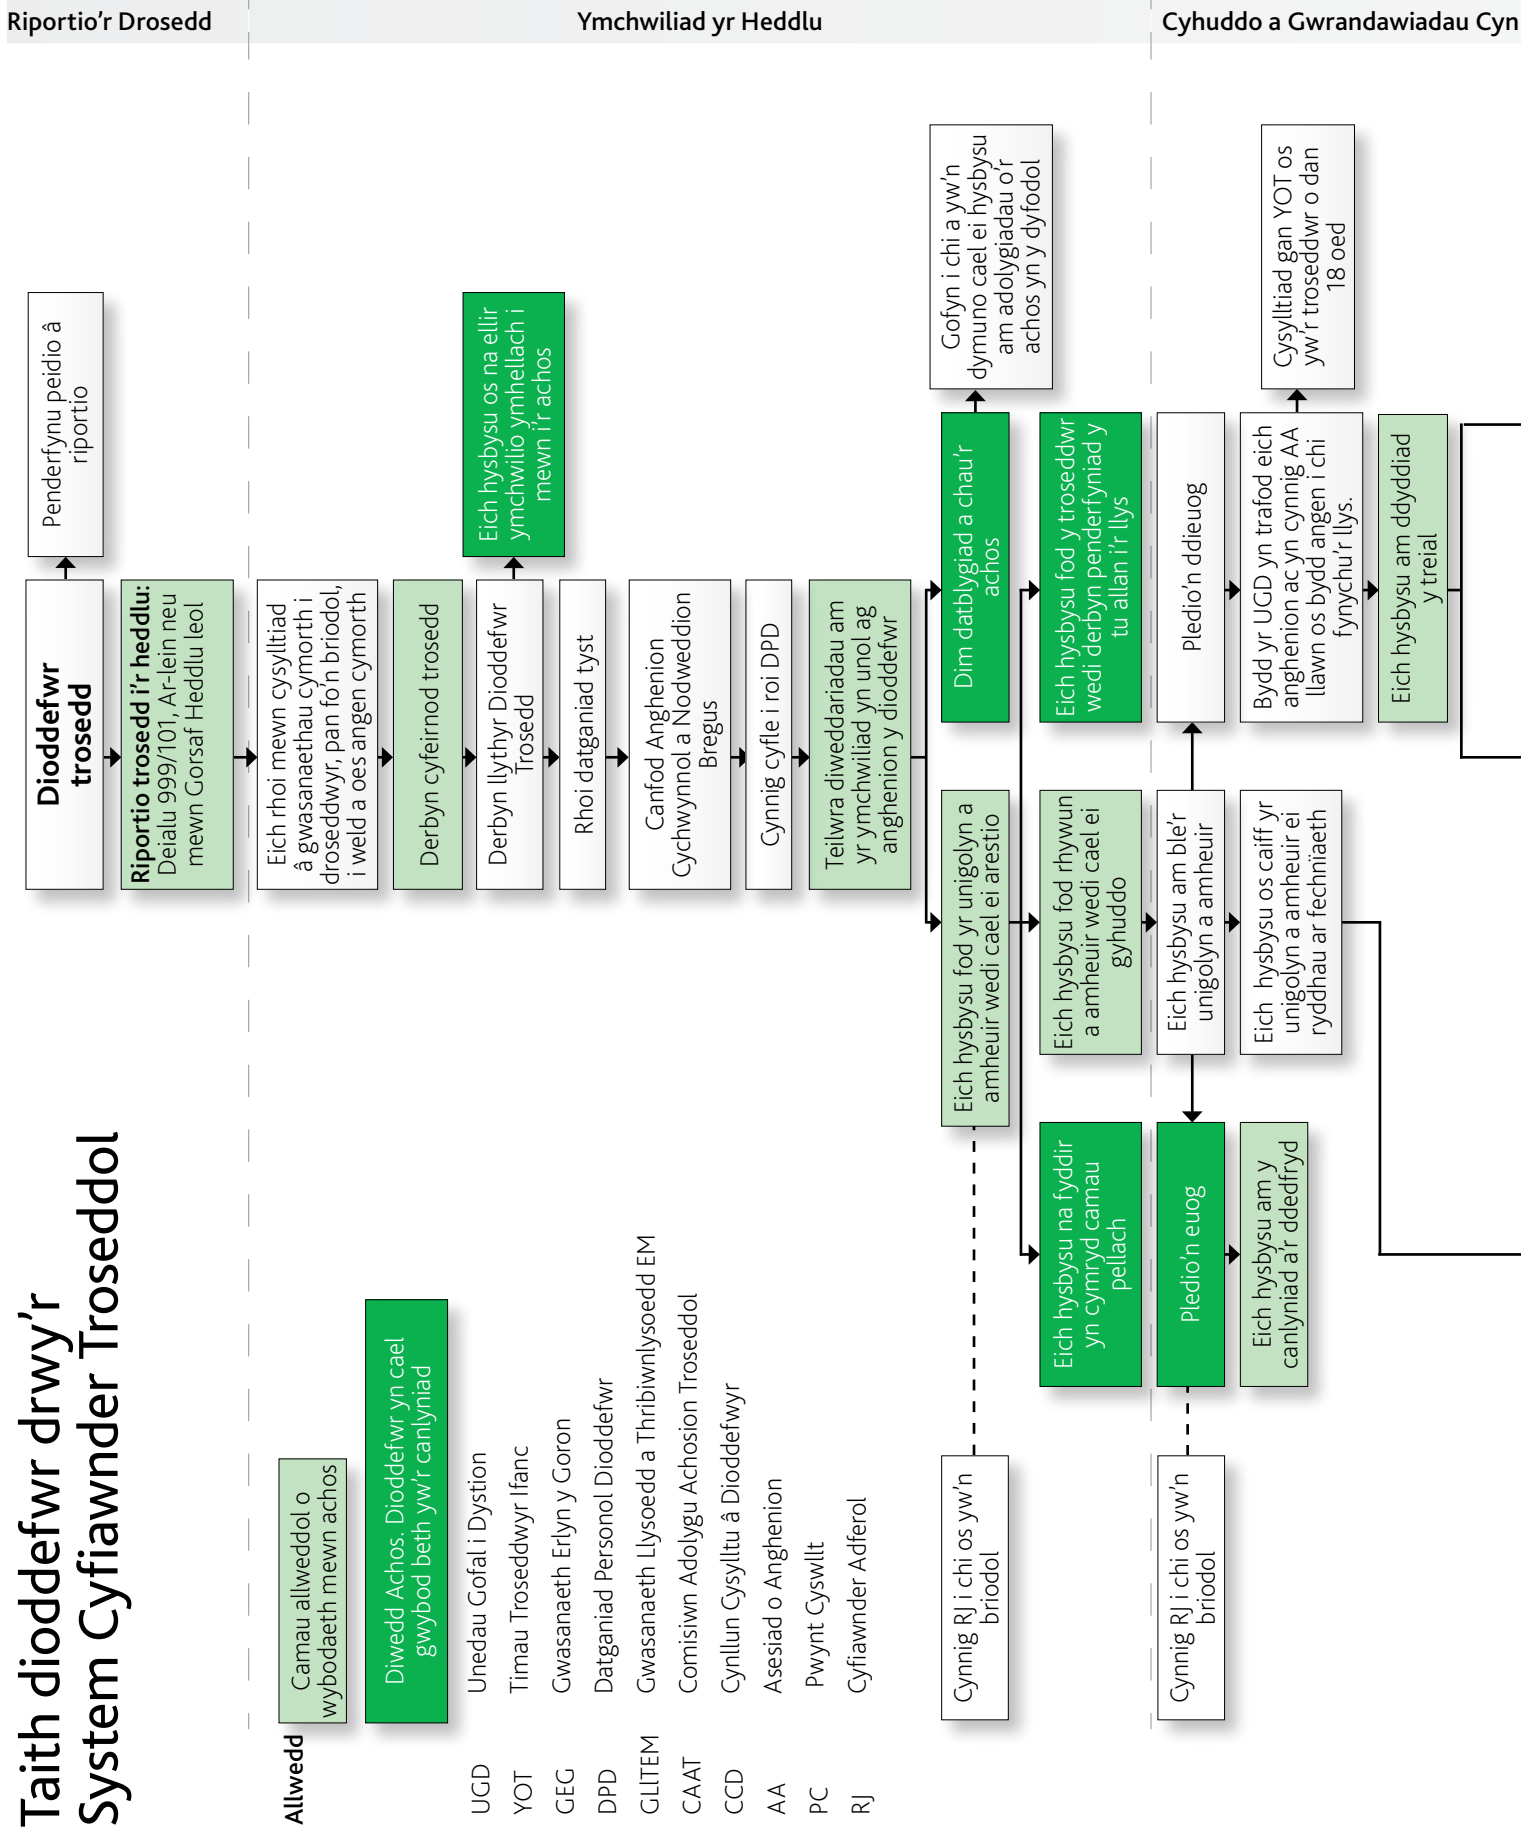 Taith dioddefwr drwy'r
System Cyfiawnder Troseddol
Riportio'r Drosedd
Ymchwiliad yr Heddlu
Cyhuddo a Gwrandawiadau Cyn
Allwedd
Camau allweddol o
wybodaeth mewn achos
Diwedd Achos. Dioddefwr yn cael
gwybod beth yw'r canlyniad
UGD Unedau Gofal i Dystion
YOT Timau Troseddwyr Ifanc
GEG Gwasanaeth Erlyn y Goron
DPD Datganiad Personol Dioddefwr
GLlTEM Gwasanaeth Llysoedd a Thribiwnlysoedd EM
CAAT Comisiwn Adolygu Achosion Troseddol
CCD Cynllun Cysylltu â Dioddefwyr
AA Asesiad o Anghenion
PC Pwynt Cyswllt
RJ Cyfiawnder Adferol
Dioddefwr
trosedd
Penderfynu peidio â
riportio
Riportio trosedd i'r heddlu:
Deialu 999/101, Ar-lein neu
mewn Gorsaf Heddlu leol
Eich rhoi mewn cysylltiad
â gwasanaethau cymorth i
droseddwyr, pan fo'n briodol,
i weld a oes angen cymorth
Derbyn cyfeirnod trosedd
Derbyn llythyr Dioddefwr
Trosedd
Eich hysbysu os na ellir
ymchwilio ymhellach i
mewn i'r achos
Rhoi datganiad tyst
Canfod Anghenion
Cychwynnol a Nodweddion
Bregus
Cynnig cyfle i roi DPD
Teilwra diweddariadau am
yr ymchwiliad yn unol ag
anghenion y dioddefwr
Cynnig RJ i chi os yw'n
briodol
Eich hysbysu fod yr unigolyn a
amheuir wedi cael ei arestio
Dim datblygiad a chau'r
achos
Gofyn i chi a yw'n
dymuno cael ei hysbysu
am adolygiadau o'r
achos yn y dyfodol
Eich hysbysu na fyddir
yn cymryd camau
pellach
Eich hysbysu fod rhywun
a amheuir wedi cael ei
gyhuddo
Eich hysbysu fod y troseddwr
wedi derbyn penderfyniad y
tu allan i'r llys
Cynnig RJ i chi os yw'n
briodol
Pledio'n euog
Eich hysbysu am ble'r
unigolyn a amheuir
Pledio'n ddieuog
Eich hysbysu am y
canlyniad a'r ddedfryd
Eich hysbysu os caiff yr
unigolyn a amheuir ei
ryddhau ar fechnïaeth
Bydd yr UGD yn trafod eich
anghenion ac yn cynnig AA
llawn os bydd angen i chi
fynychu'r llys.
Cysylltiad gan YOT os
yw'r troseddwr o dan
18 oed
Eich hysbysu am ddyddiad
y treial